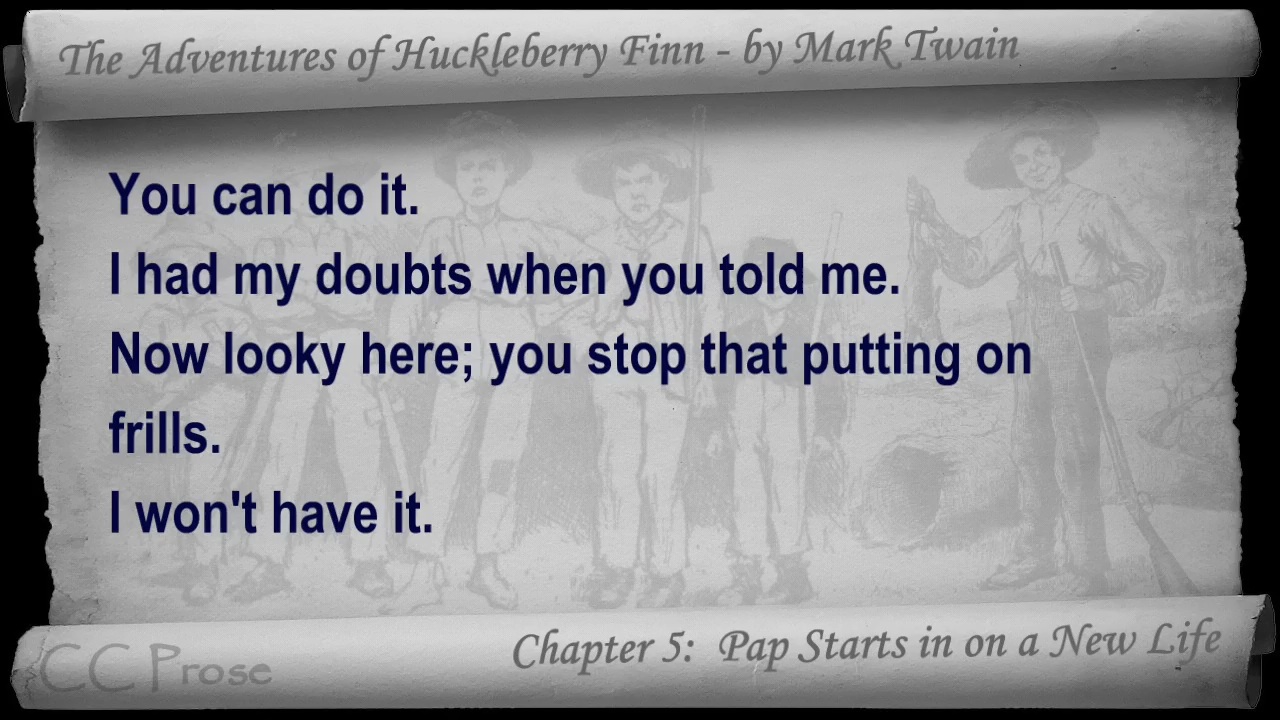 The Adventures of Huckleberry Finn - by Mark Twain
You can do it.
I had my doubts when you told me.
Now looky here; you stop that putting on
frills.
I won't have it.
Chapter 5: Pap Starts in on a New Life
CC Prose